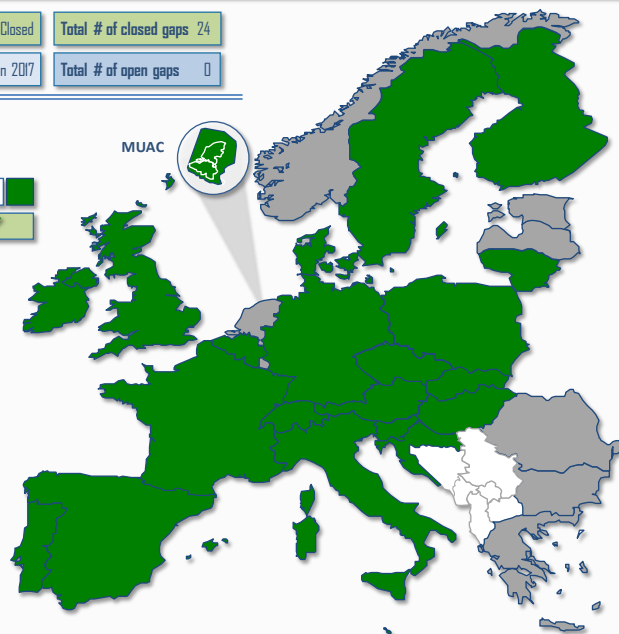 Closed
Total # of closed gaps 24
n 2017
Total # of open gaps 0
MUAC